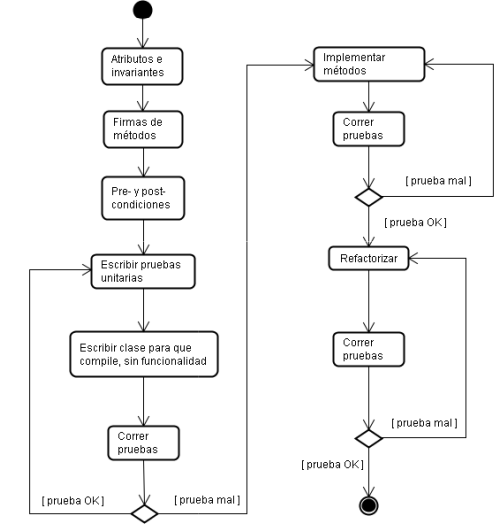 Atributos e
invariantes
Firmas de
métodos
Pre- y post-
condiciones
Escribir pruebas
unitarias
Escribir clase para que
compile, sin funcionalidad
Correr
pruebas
[ prueba OK ]
[ prueba mal ]
Implementar
métodos
Correr
pruebas
[ prueba mal ]
[ prueba OK ]
Refactorizar
Correr
pruebas
[ prueba mal ]
[ prueba OK ]